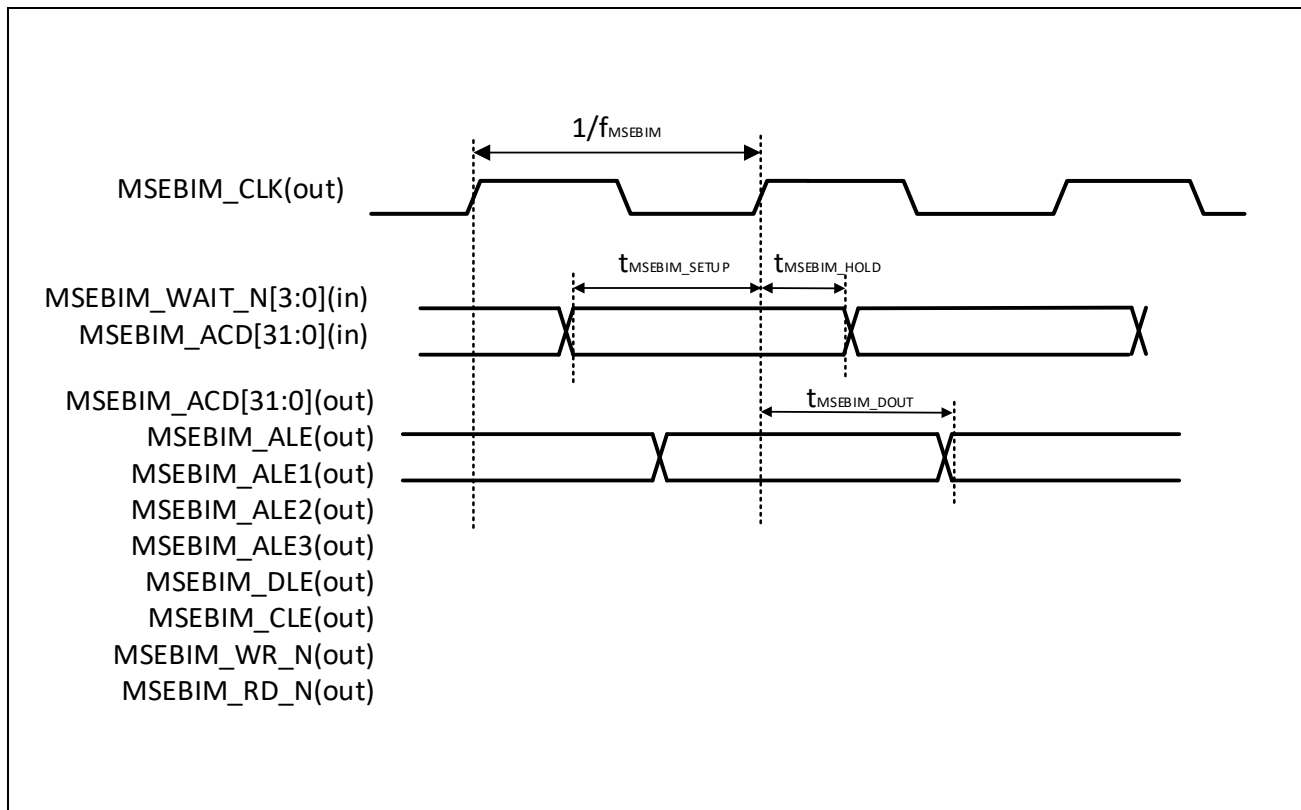 1/fMSEBIM
MSEBIM_CLK(out)
tMSEBIM_SETUP tMSEBIM_HOLD
MSEBIM_WAIT_N[3:0](in)
MSEBIM_ACD[31:0](in)
MSEBIM_ACD[31:0](out)
tMSEBIM_DOUT
MSEBIM_ALE(out)
MSEBIM_ALE1(out)
MSEBIM_ALE2(out)
MSEBIM_ALE3(out)
MSEBIM_DLE(out)
MSEBIM_CLE(out)
MSEBIM_WR_N(out)
MSEBIM_RD_N(out)